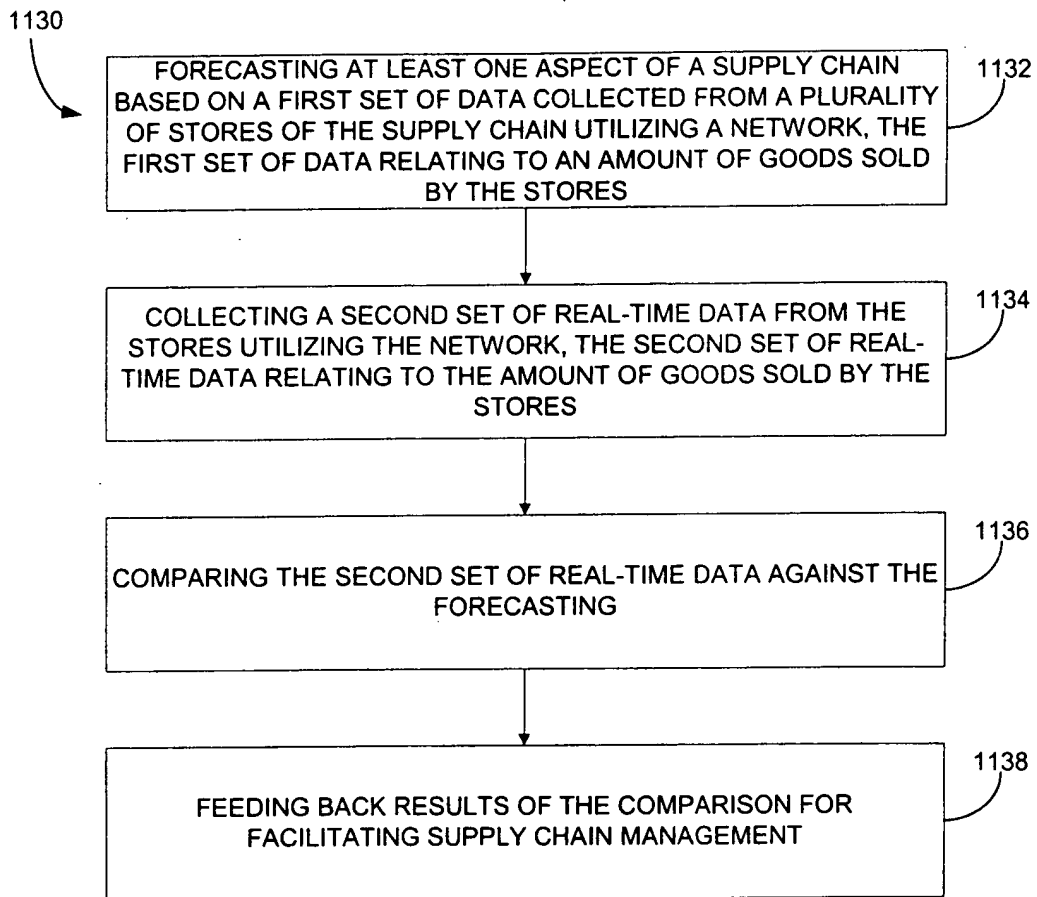 1130
FORECASTING AT LEAST ONE ASPECT OF A SUPPLY CHAIN
BASED ON A FIRST SET OF DATA COLLECTED FROM A PLURALITY
OF STORES OF THE SUPPLY CHAIN UTILIZING A NETWORK, THE
FIRST SET OF DATA RELATING TO AN AMOUNT OF GOODS SOLD
BY THE STORES
1132
COLLECTING A SECOND SET OF REAL-TIME DATA FROM THE
STORES UTILIZING THE NETWORK, THE SECOND SET OF REAL-
TIME DATA RELATING TO THE AMOUNT OF GOODS SOLD BY THE
STORES
1134
COMPARING THE SECOND SET OF REAL-TIME DATA AGAINST THE
FORECASTING
1136
FEEDING BACK RESULTS OF THE COMPARISON FOR
FACILITATING SUPPLY CHAIN MANAGEMENT
1138